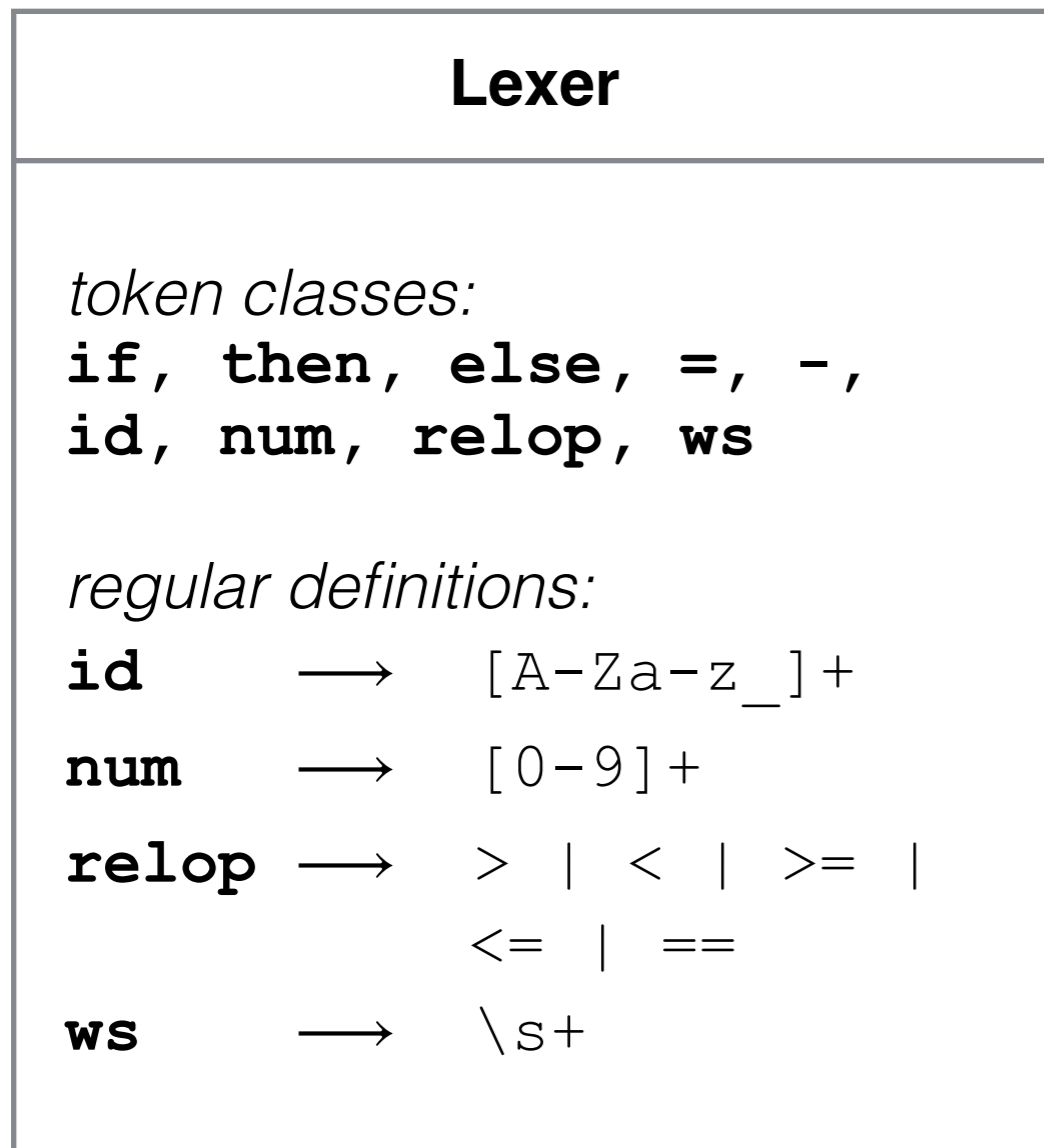 Lexer
token classes:
if, then, else, =, -,
id, num, relop, ws
regular definitions:
id ⟶ [A-Za-z_]+
num ⟶ [0-9]+
relop ⟶ > | < | >= |
<= | ==
ws ⟶ \s+